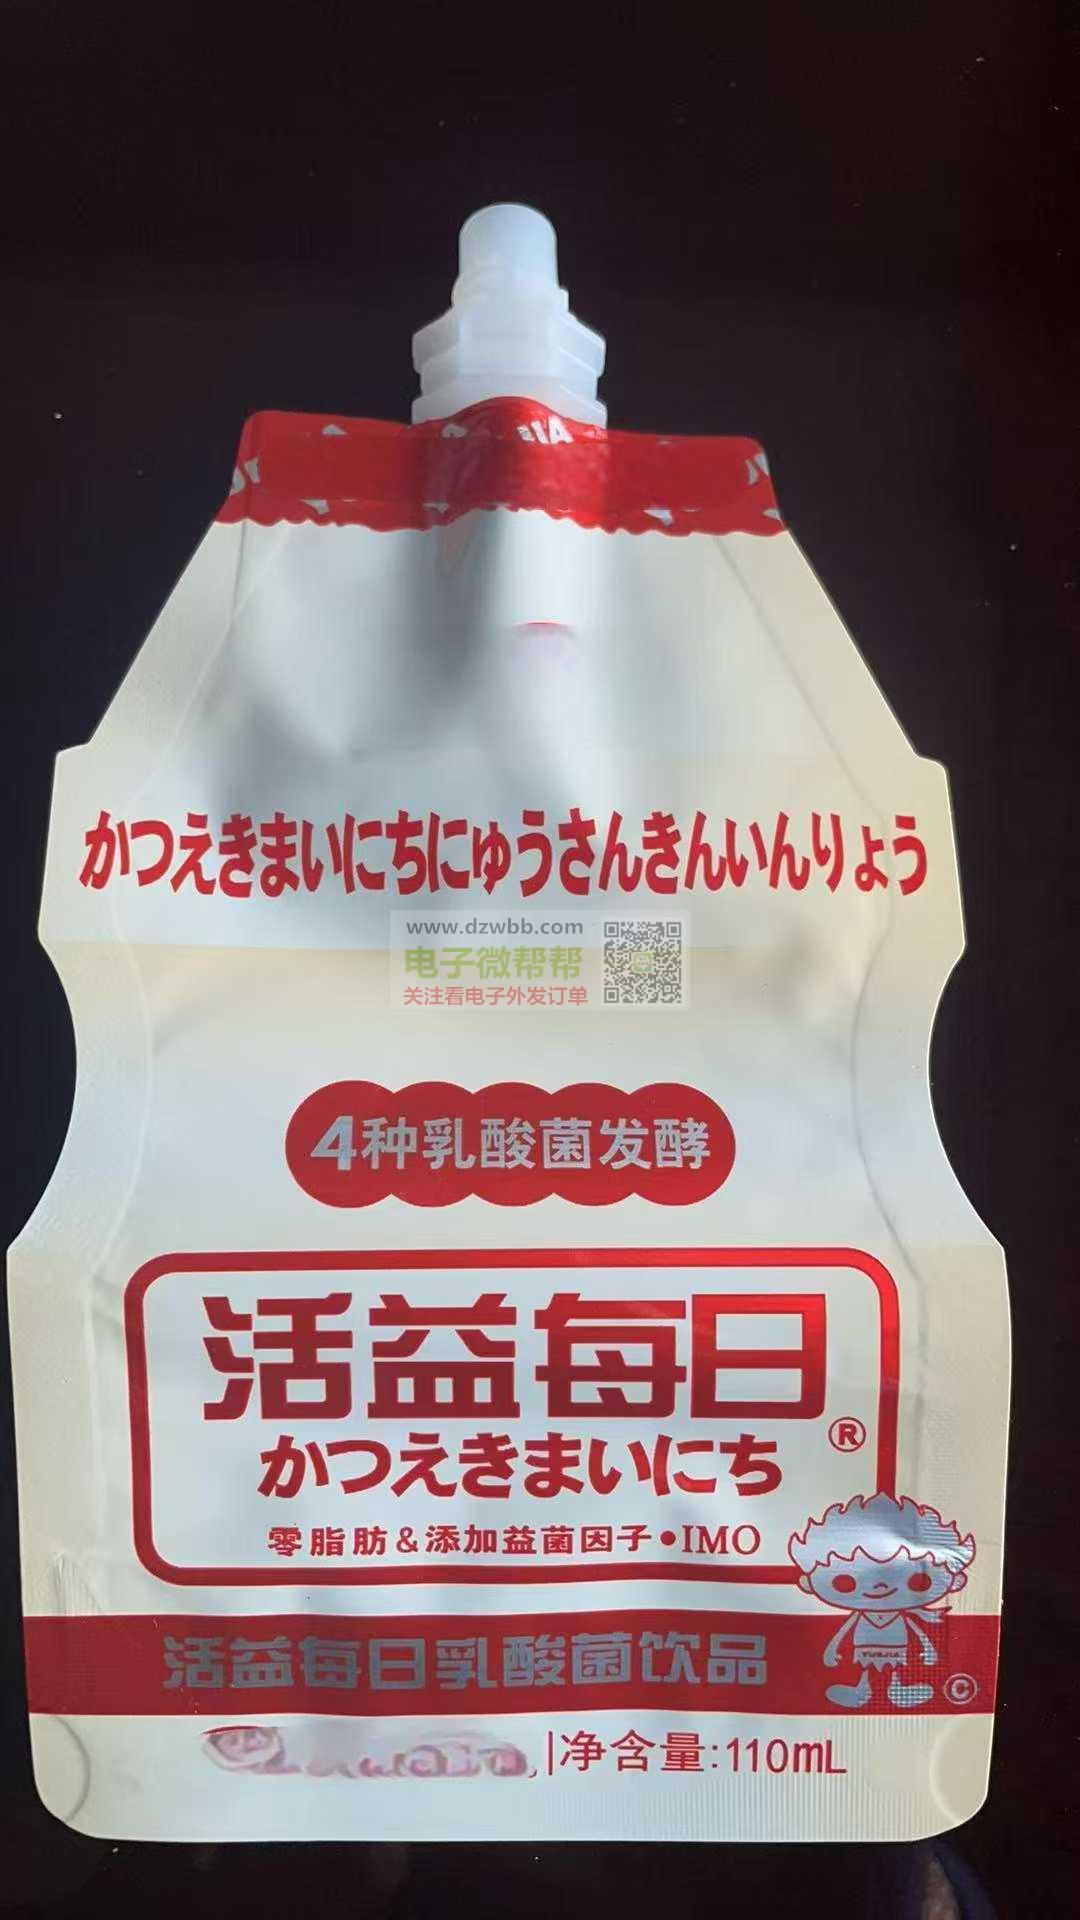 かつえきまいにちにゅうさんきんいんりょう
www.dzwbb.com
电子微帮帮
关注看电子外发订单
4种乳酸菌发酵
活益每日
®
かつえきまいにち
零脂肪&添加益菌因子•IMO
活益每日乳酸菌饮品
©
|净含量:110mL